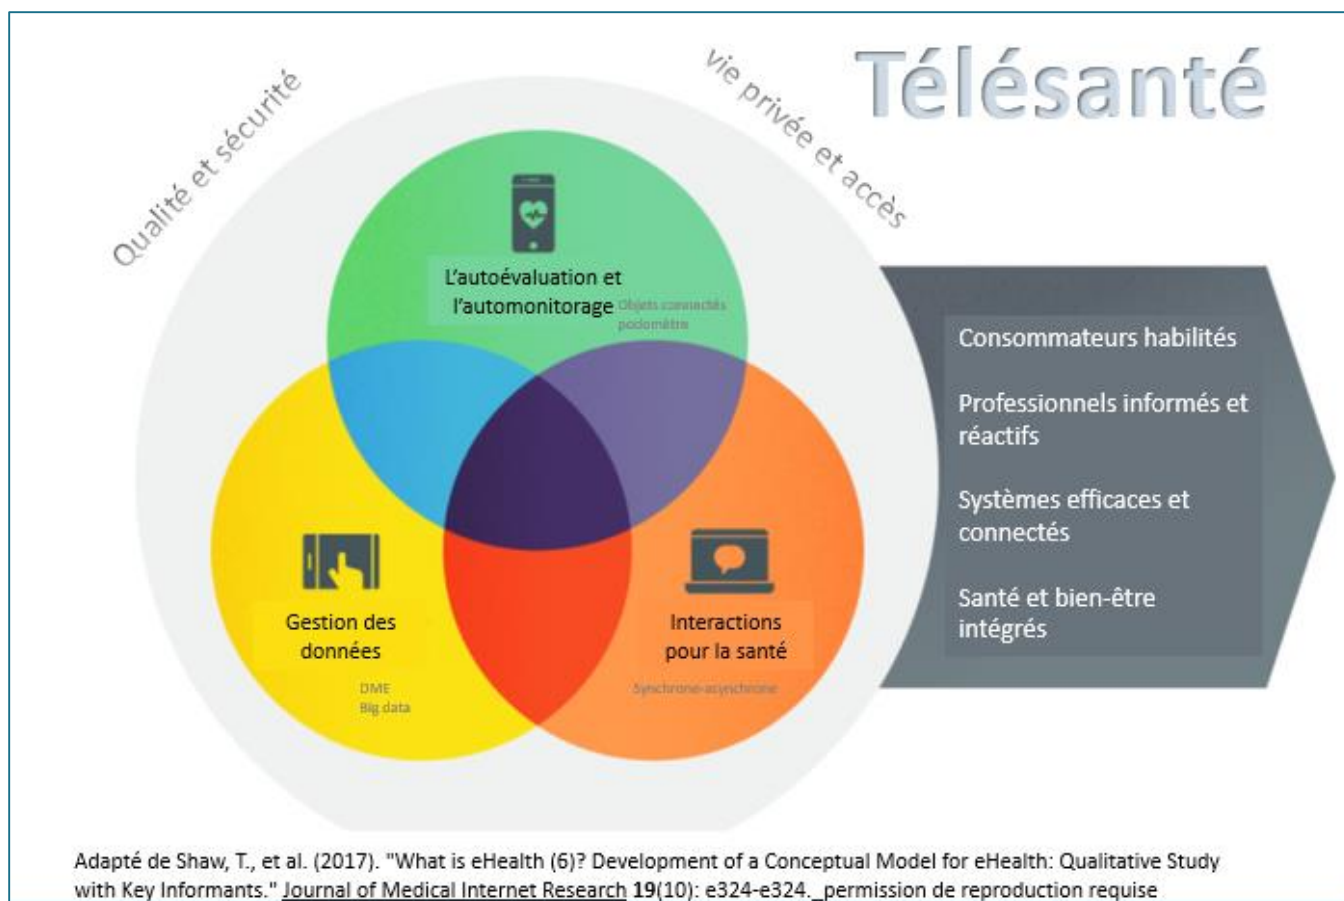 Télésanté
Qualité et sécurité
vie privée et accès
L'autoévaluation et
l'automonitorage
Objets connectés
podomètre
Gestion des
données
DME
Big data
Interactions
pour la santé
Synchrone-asynchrone
Consommateurs habilités
Professionnels informés et
réactifs
Systèmes efficaces et
connectés
Santé et bien-être
intégrés
Adapté de Shaw, T., et al. (2017). "What is eHealth (6)? Development of a Conceptual Model for eHealth: Qualitative Study
with Key Informants." Journal of Medical Internet Research 19(10): e324-e324._permission de reproduction requise